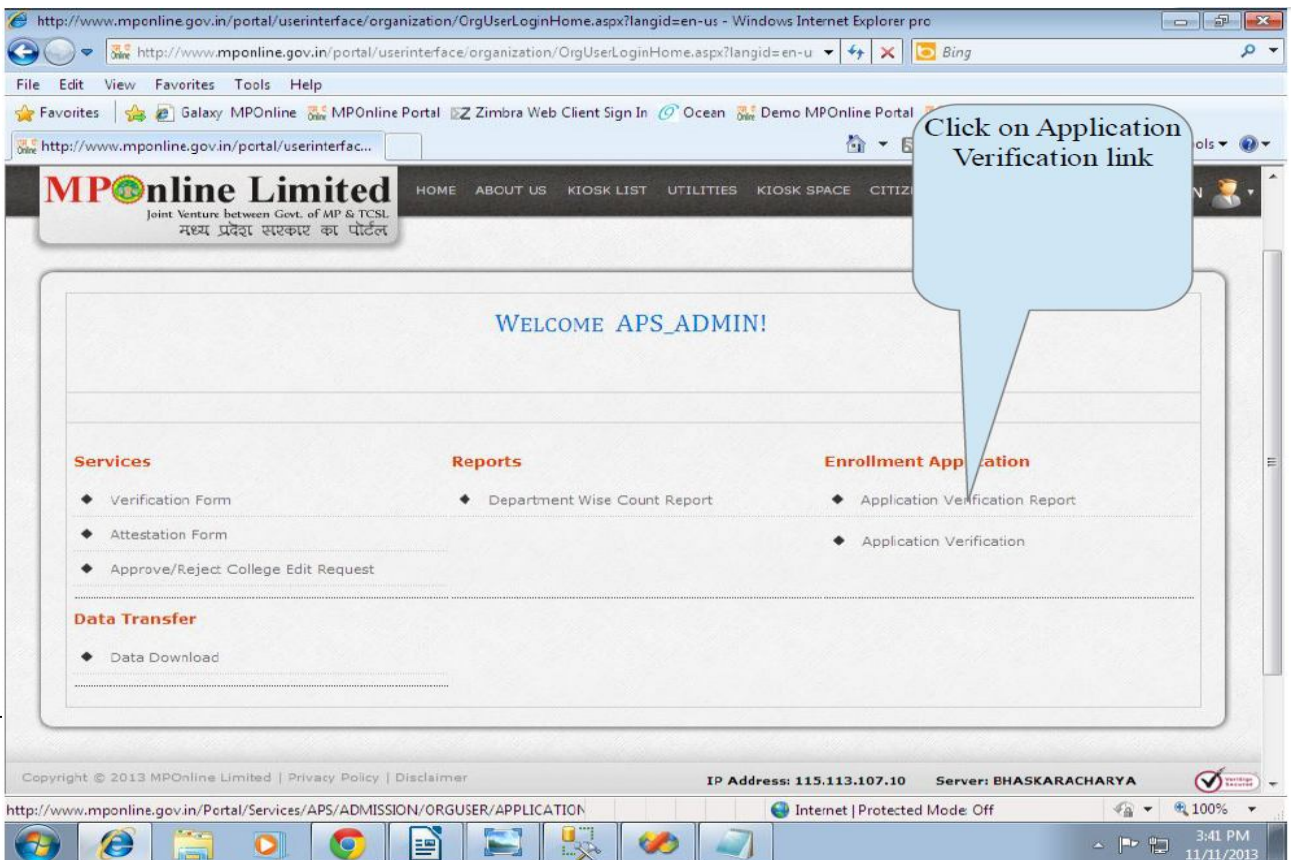 http://www.mponline.gov.in/portal/userinterface/organization/OrgUserLoginHome.aspx?langid=en-us - Windows Internet Explorer pro
http://www.mponline.gov.in/portal/userinterface/organization/OrgUserLoginHome.aspx?langid=en-u
Bing
File Edit View Favorites Tools Help
Favorites Galaxy MPOnline MPOnline Portal Zimbra Web Client Sign In Ocean Demo MPOnline Portal
Click on Application
Verification link
http://www.mponline.gov.in/portal/userinterfac... ols
MPOnline Limited
Joint Venture between Govt. of MP & TCSL
मध्य प्रदेश सरकार का पोर्टल
HOME ABOUT US KIOSK LIST UTILITIES KIOSK SPACE CITIZ N
WELCOME APS_ADMIN!
Services Reports Enrollment Application
Verification Form Department Wise Count Report Application Verification Report
Attestation Form Application Verification
Approve/Reject College Edit Request
Data Transfer
Data Download
Copyright © 2013 MPOnline Limited | Privacy Policy | Disclaimer IP Address: 115.113.107.10 Server: BHASKARACHARYA
http://www.mponline.gov.in/Portal/Services/APS/ADMISSION/ORGUSER/APPLICATION Internet | Protected Mode: Off 100%
3:41 PM
11/11/2013